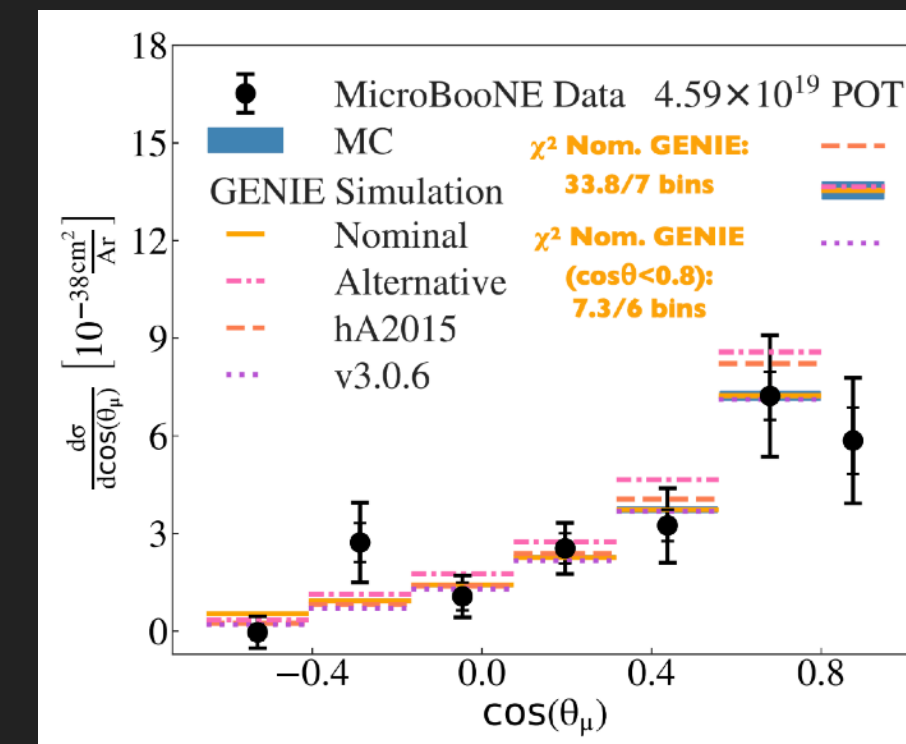 18
15
12
9
6
3
0
dσ
dcos(θμ)
[10⁻³⁸ cm²/Ar]
MicroBooNE Data 4.59×10¹⁹ POT
MC
GENIE Simulation
Nominal
Alternative
hA2015
v3.0.6
χ² Nom. GENIE:
33.8/7 bins
χ² Nom. GENIE
(cosθ<0.8):
7.3/6 bins
−0.4 0.0 0.4 0.8
cos(θμ)